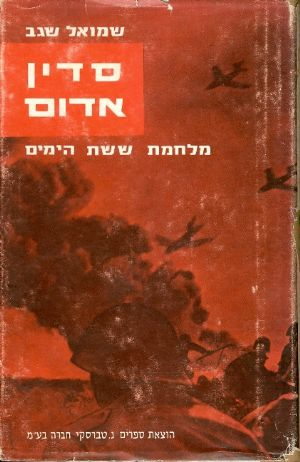 שמואל שגב
סדין
אדום
מלחמת ששת הימים
הוצאת ספרים נ. טברסקי חברה בע"מ